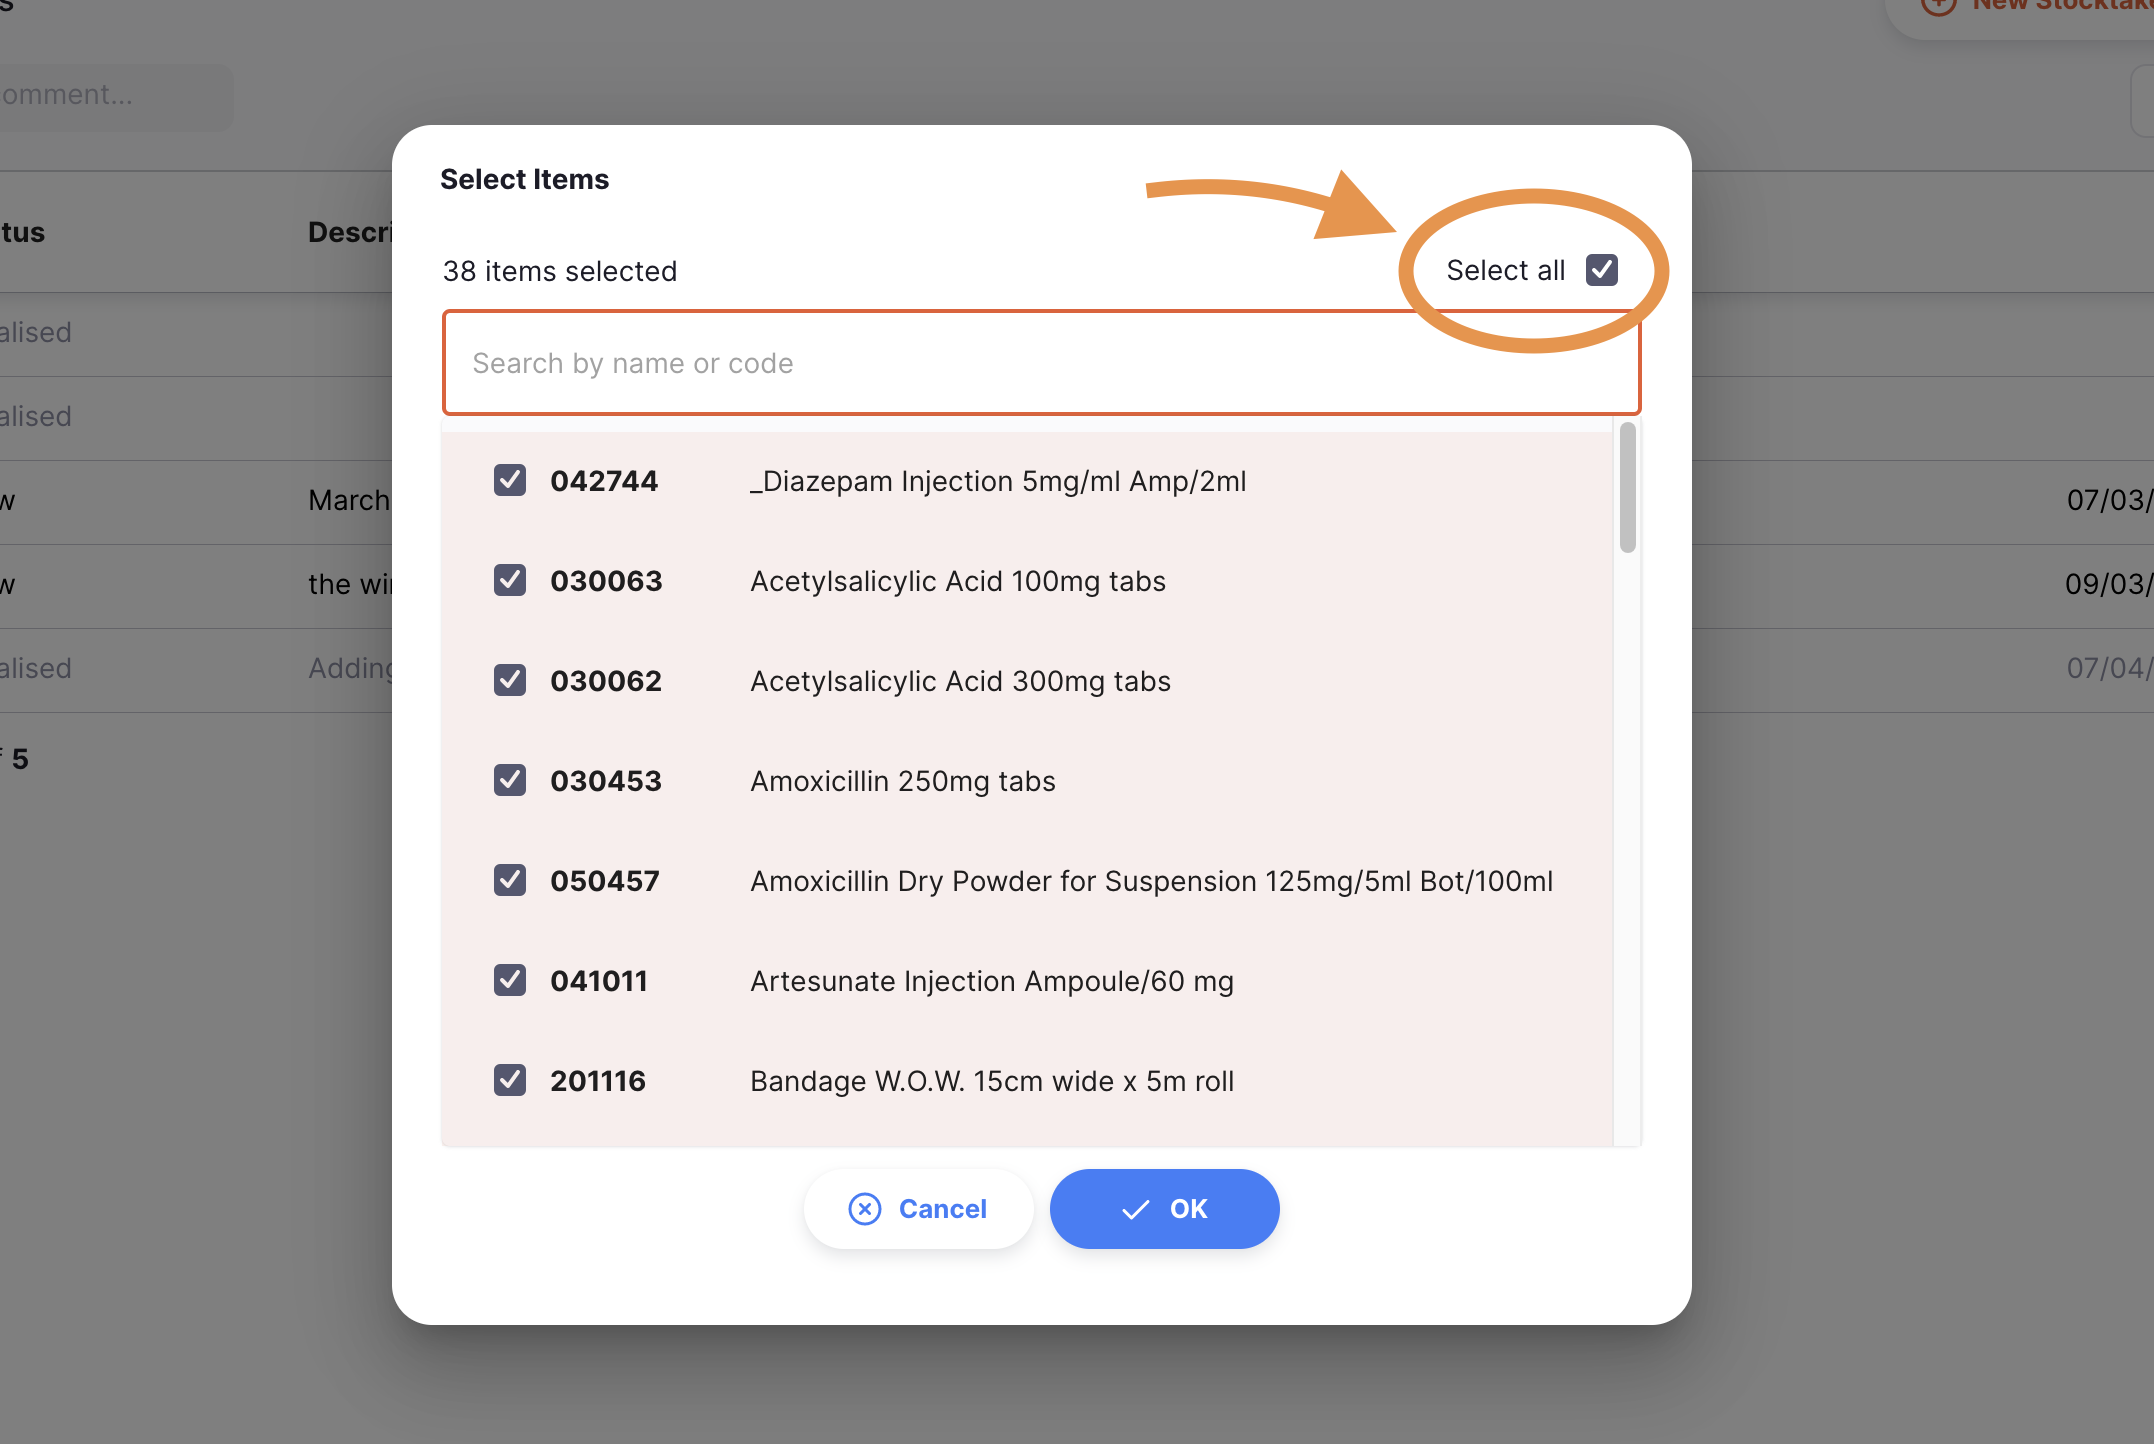 New Stocktake
omment...
Select Items
tus
Descri
38 items selected
Select all
alised
Search by name or code
alised
042744
_Diazepam Injection 5mg/ml Amp/2ml
w
March
07/03/
030063
Acetylsalicylic Acid 100mg tabs
w
the wi
09/03/
030062
Acetylsalicylic Acid 300mg tabs
alised
Adding
07/04/
5
030453
Amoxicillin 250mg tabs
050457
Amoxicillin Dry Powder for Suspension 125mg/5ml Bot/100ml
041011
Artesunate Injection Ampoule/60 mg
201116
Bandage W.O.W. 15cm wide x 5m roll
Cancel
OK